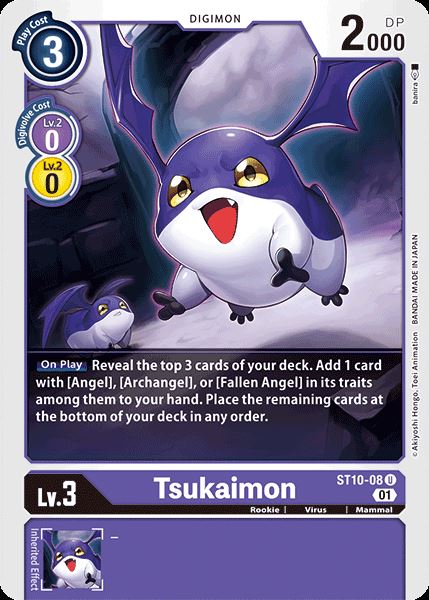 Play Cost
3
DIGIMON
DP
2000
Digivolve Cost
Lv.2
0
Lv.2
0
banira
On Play Reveal the top 3 cards of your deck. Add 1 card
with [Angel], [Archangel], or [Fallen Angel] in its traits
among them to your hand. Place the remaining cards at
the bottom of your deck in any order.
©Akiyoshi Hongo, Toei Animation BANDAI MADE IN JAPAN
Lv.3
Tsukaimon
ST10-08 U
01
Rookie | Virus | Mammal
Inherited Effect
–